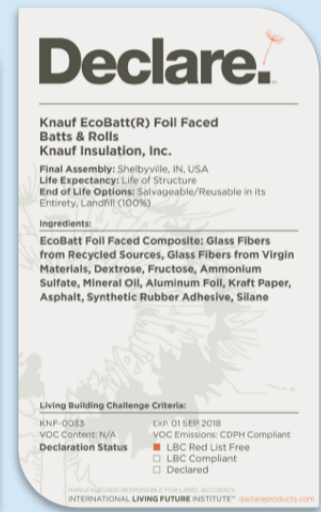 Declare.
Knauf EcoBatt(R) Foil Faced
Batts & Rolls
Knauf Insulation, Inc.
Final Assembly: Shelbyville, IN, USA
Life Expectancy: Life of Structure
End of Life Options: Salvageable/Reusable in its
Entirety, Landfill (100%)
Ingredients:
EcoBatt Foil Faced Composite: Glass Fibers
from Recycled Sources, Glass Fibers from Virgin
Materials, Dextrose, Fructose, Ammonium
Sulfate, Mineral Oil, Aluminum Foil, Kraft Paper,
Asphalt, Synthetic Rubber Adhesive, Silane
Living Building Challenge Criteria:
KNF-0033 EXP. 01 SEP 2018
VOC Content: N/A VOC Emissions: CDPH Compliant
Declaration Status LBC Red List Free
LBC Compliant
Declared
MANUFACTURER RESPONSIBLE FOR LABEL ACCURACY
INTERNATIONAL LIVING FUTURE INSTITUTE™ declareproducts.com